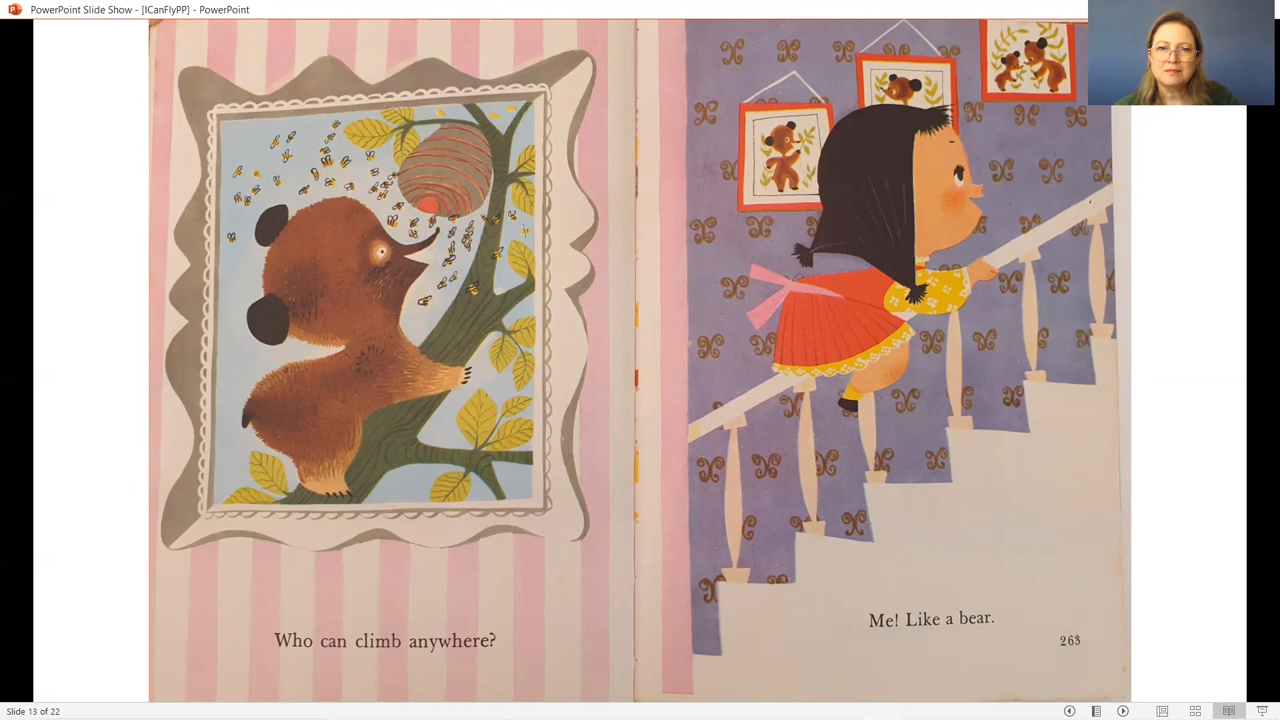 PowerPoint Slide Show - [ICanFlyPP] - PowerPoint
Who can climb anywhere?
Me! Like a bear.
263
Slide 13 of 22